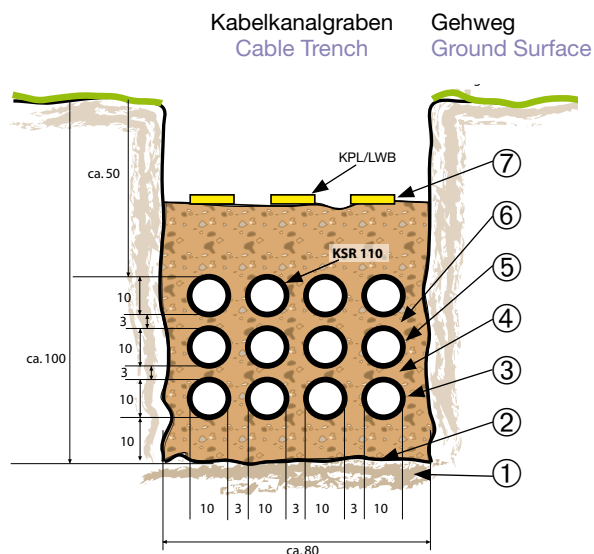 Kabelkanalgraben Gehweg
Cable Trench Ground Surface
KPL/LWB
⑦
ca. 50
⑥
KSR 110
⑤
10
3
④
10
ca. 100
3
③
10
②
10
①
10 3 10 3 10 3 10
ca. 80